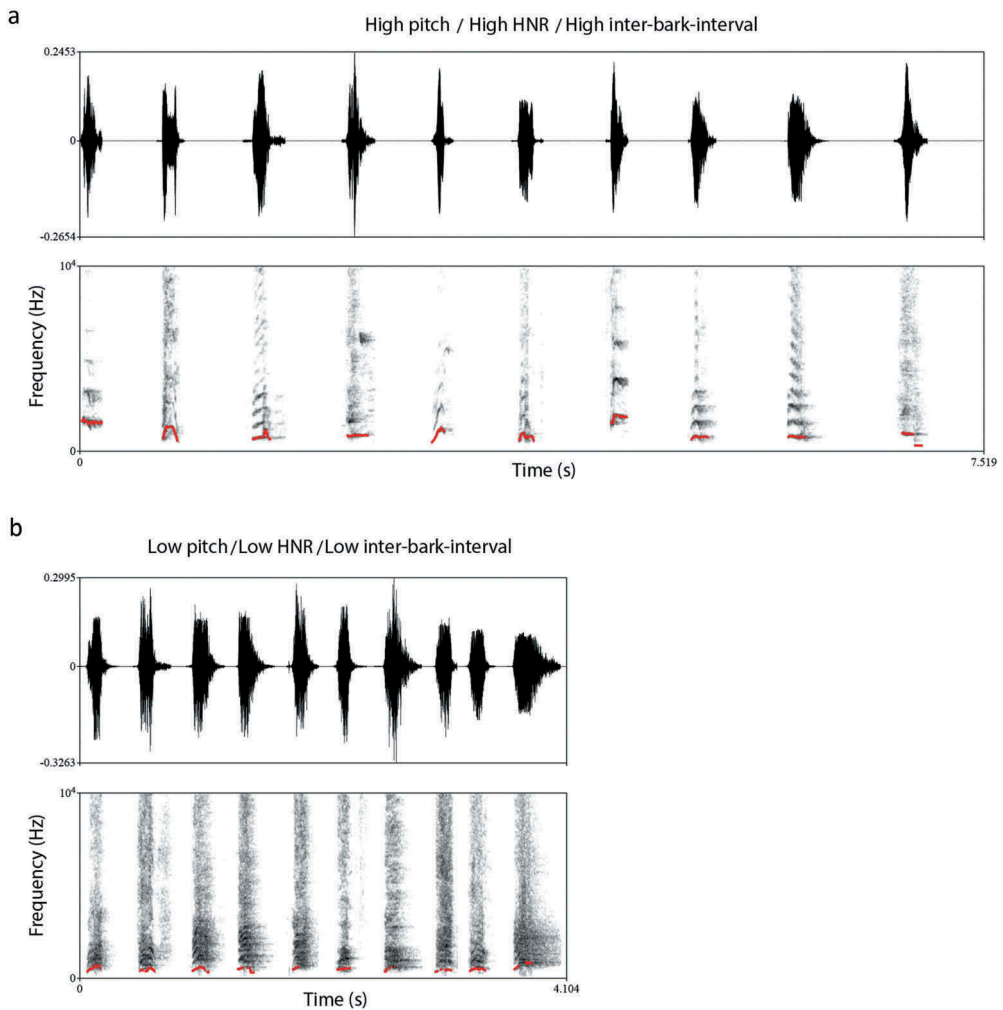 a
High pitch / High HNR / High inter-bark-interval
0.2453
0
-0.2654
10⁴
Frequency (Hz)
0
0
Time (s)
7.519
b
Low pitch/Low HNR/Low inter-bark-interval
0.2995
0
-0.3263
10⁴
Frequency (Hz)
0
0
Time (s)
4.104